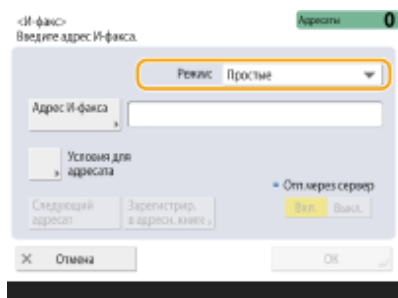 <И-факс>
Адресаты 0
Введите адрес И-факса.
Режим: Простые
Адрес И-факса
Условия для
адресата
Следующий
адресат
Зарегистрир.
в адресн. книге
Отп.через сервер
Вкл. Выкл.
Отмена
OK